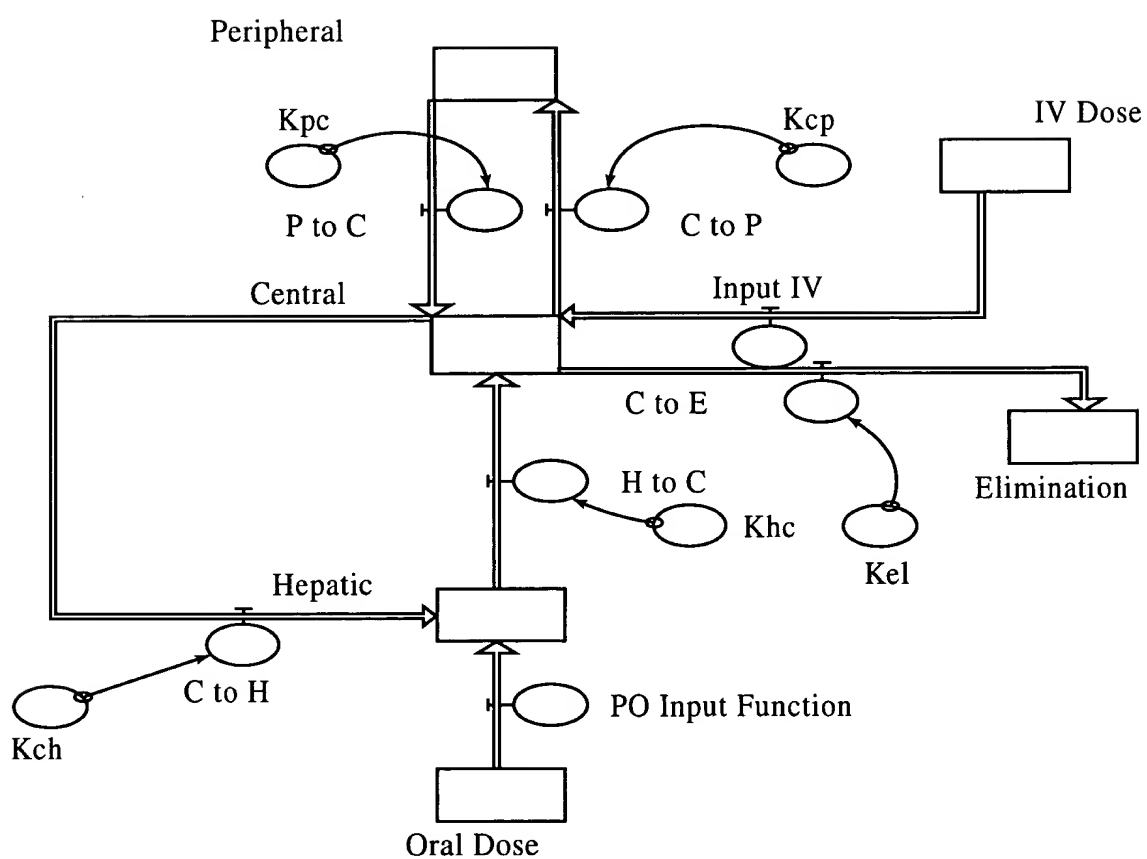 Peripheral
IV Dose
Kpc
Kcp
P to C
C to P
Central
Input IV
C to E
Elimination
H to C
Khc
Kel
Hepatic
C to H
Kch
PO Input Function
Oral Dose